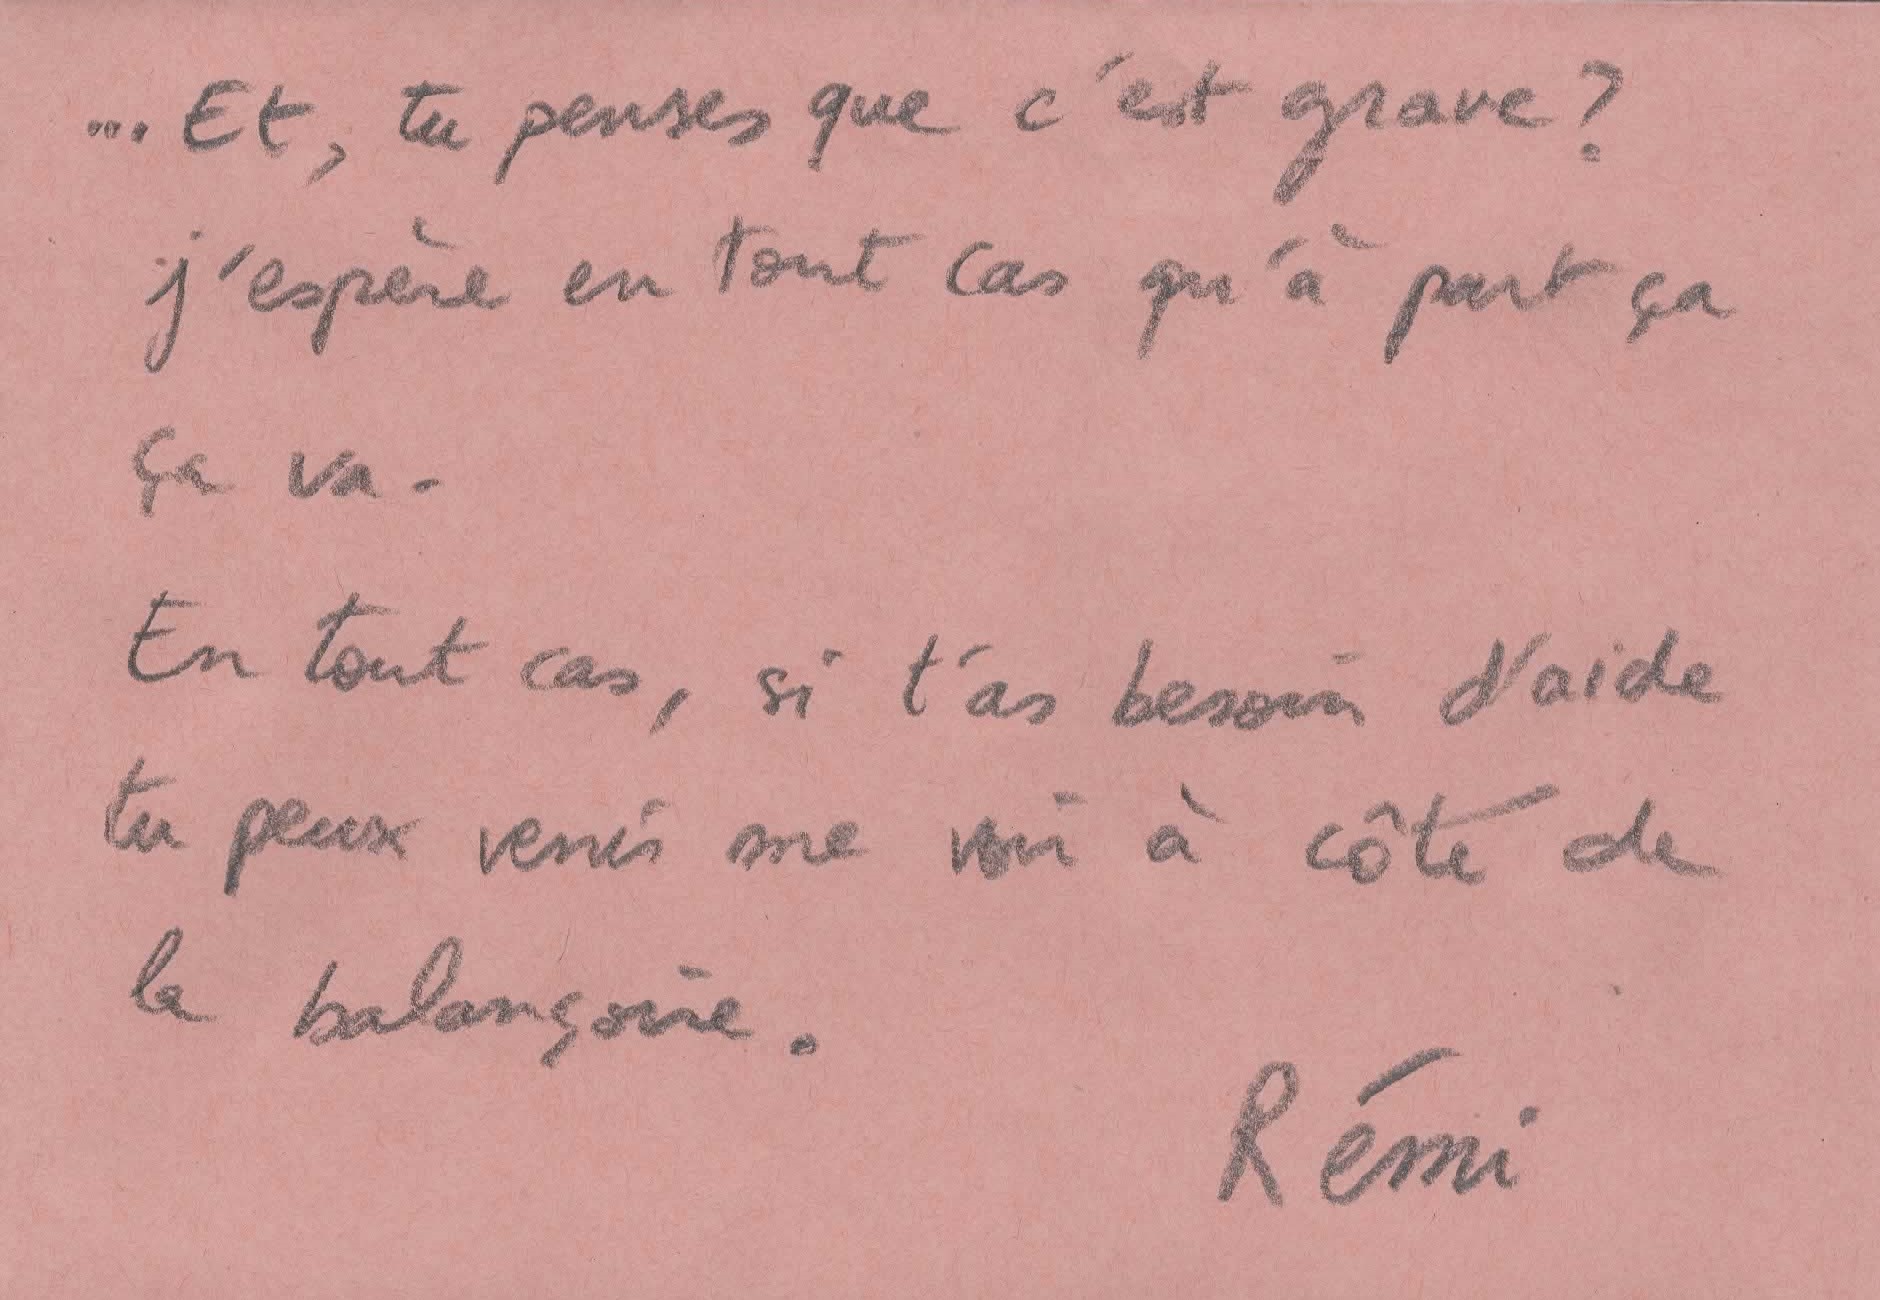 ... Et, tu penses que c'est grave?
j'espère en tout cas qu'à part ça
ça va.
En tout cas, si t'as besoin d'aide
tu peux venir me voir à côté de
la balançoire.
Rémi